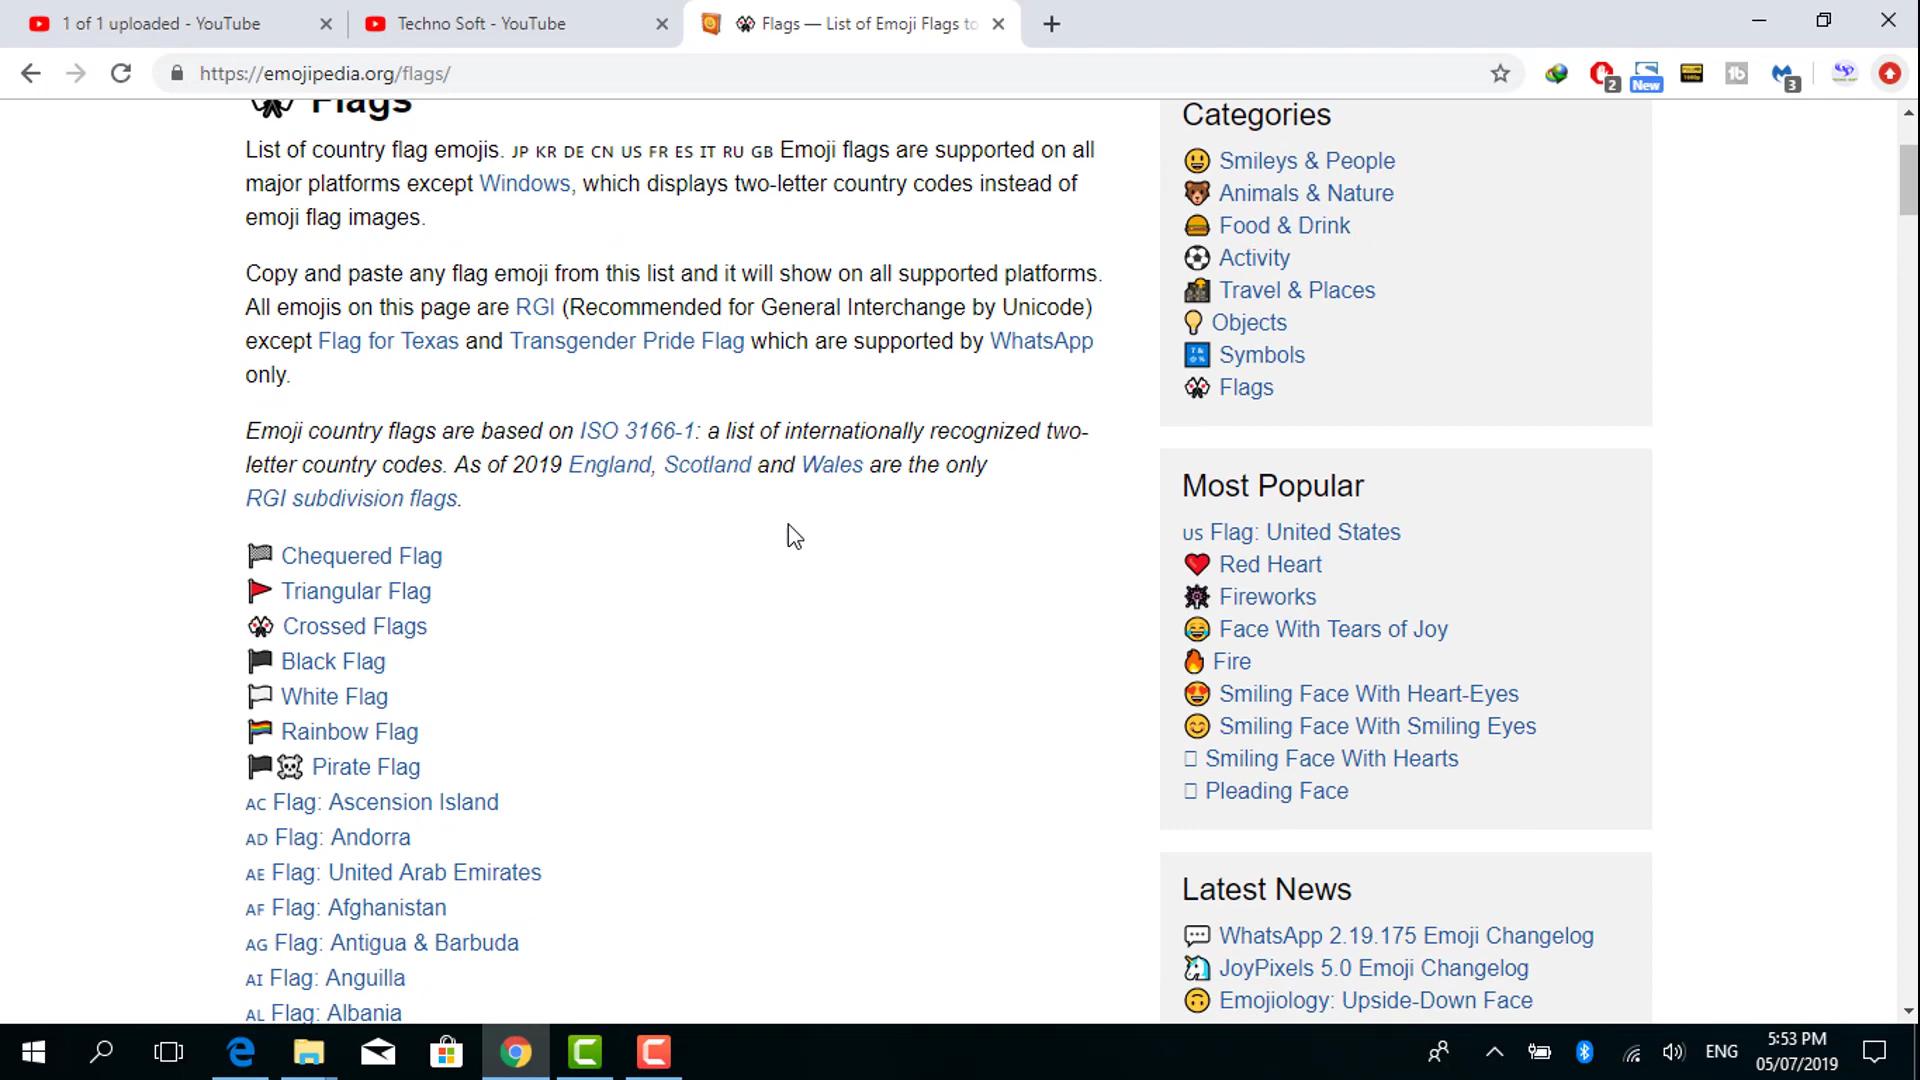 1 of 1 uploaded - YouTube
Techno Soft - YouTube
Flags — List of Emoji Flags to
https://emojipedia.org/flags/
2
New
3
Flags
List of country flag emojis. JP KR DE CN US FR ES IT RU GB Emoji flags are supported on all
major platforms except Windows, which displays two-letter country codes instead of
emoji flag images.
Copy and paste any flag emoji from this list and it will show on all supported platforms.
All emojis on this page are RGI (Recommended for General Interchange by Unicode)
except Flag for Texas and Transgender Pride Flag which are supported by WhatsApp
only.
Emoji country flags are based on ISO 3166-1: a list of internationally recognized two-
letter country codes. As of 2019 England, Scotland and Wales are the only
RGI subdivision flags.
Chequered Flag
Triangular Flag
Crossed Flags
Black Flag
White Flag
Rainbow Flag
Pirate Flag
AC Flag: Ascension Island
AD Flag: Andorra
AE Flag: United Arab Emirates
AF Flag: Afghanistan
AG Flag: Antigua & Barbuda
AI Flag: Anguilla
AL Flag: Albania
Categories
Smileys & People
Animals & Nature
Food & Drink
Activity
Travel & Places
Objects
Symbols
Flags
Most Popular
US Flag: United States
Red Heart
Fireworks
Face With Tears of Joy
Fire
Smiling Face With Heart-Eyes
Smiling Face With Smiling Eyes
Smiling Face With Hearts
Pleading Face
Latest News
WhatsApp 2.19.175 Emoji Changelog
JoyPixels 5.0 Emoji Changelog
Emojiology: Upside-Down Face
ENG
5:53 PM
05/07/2019